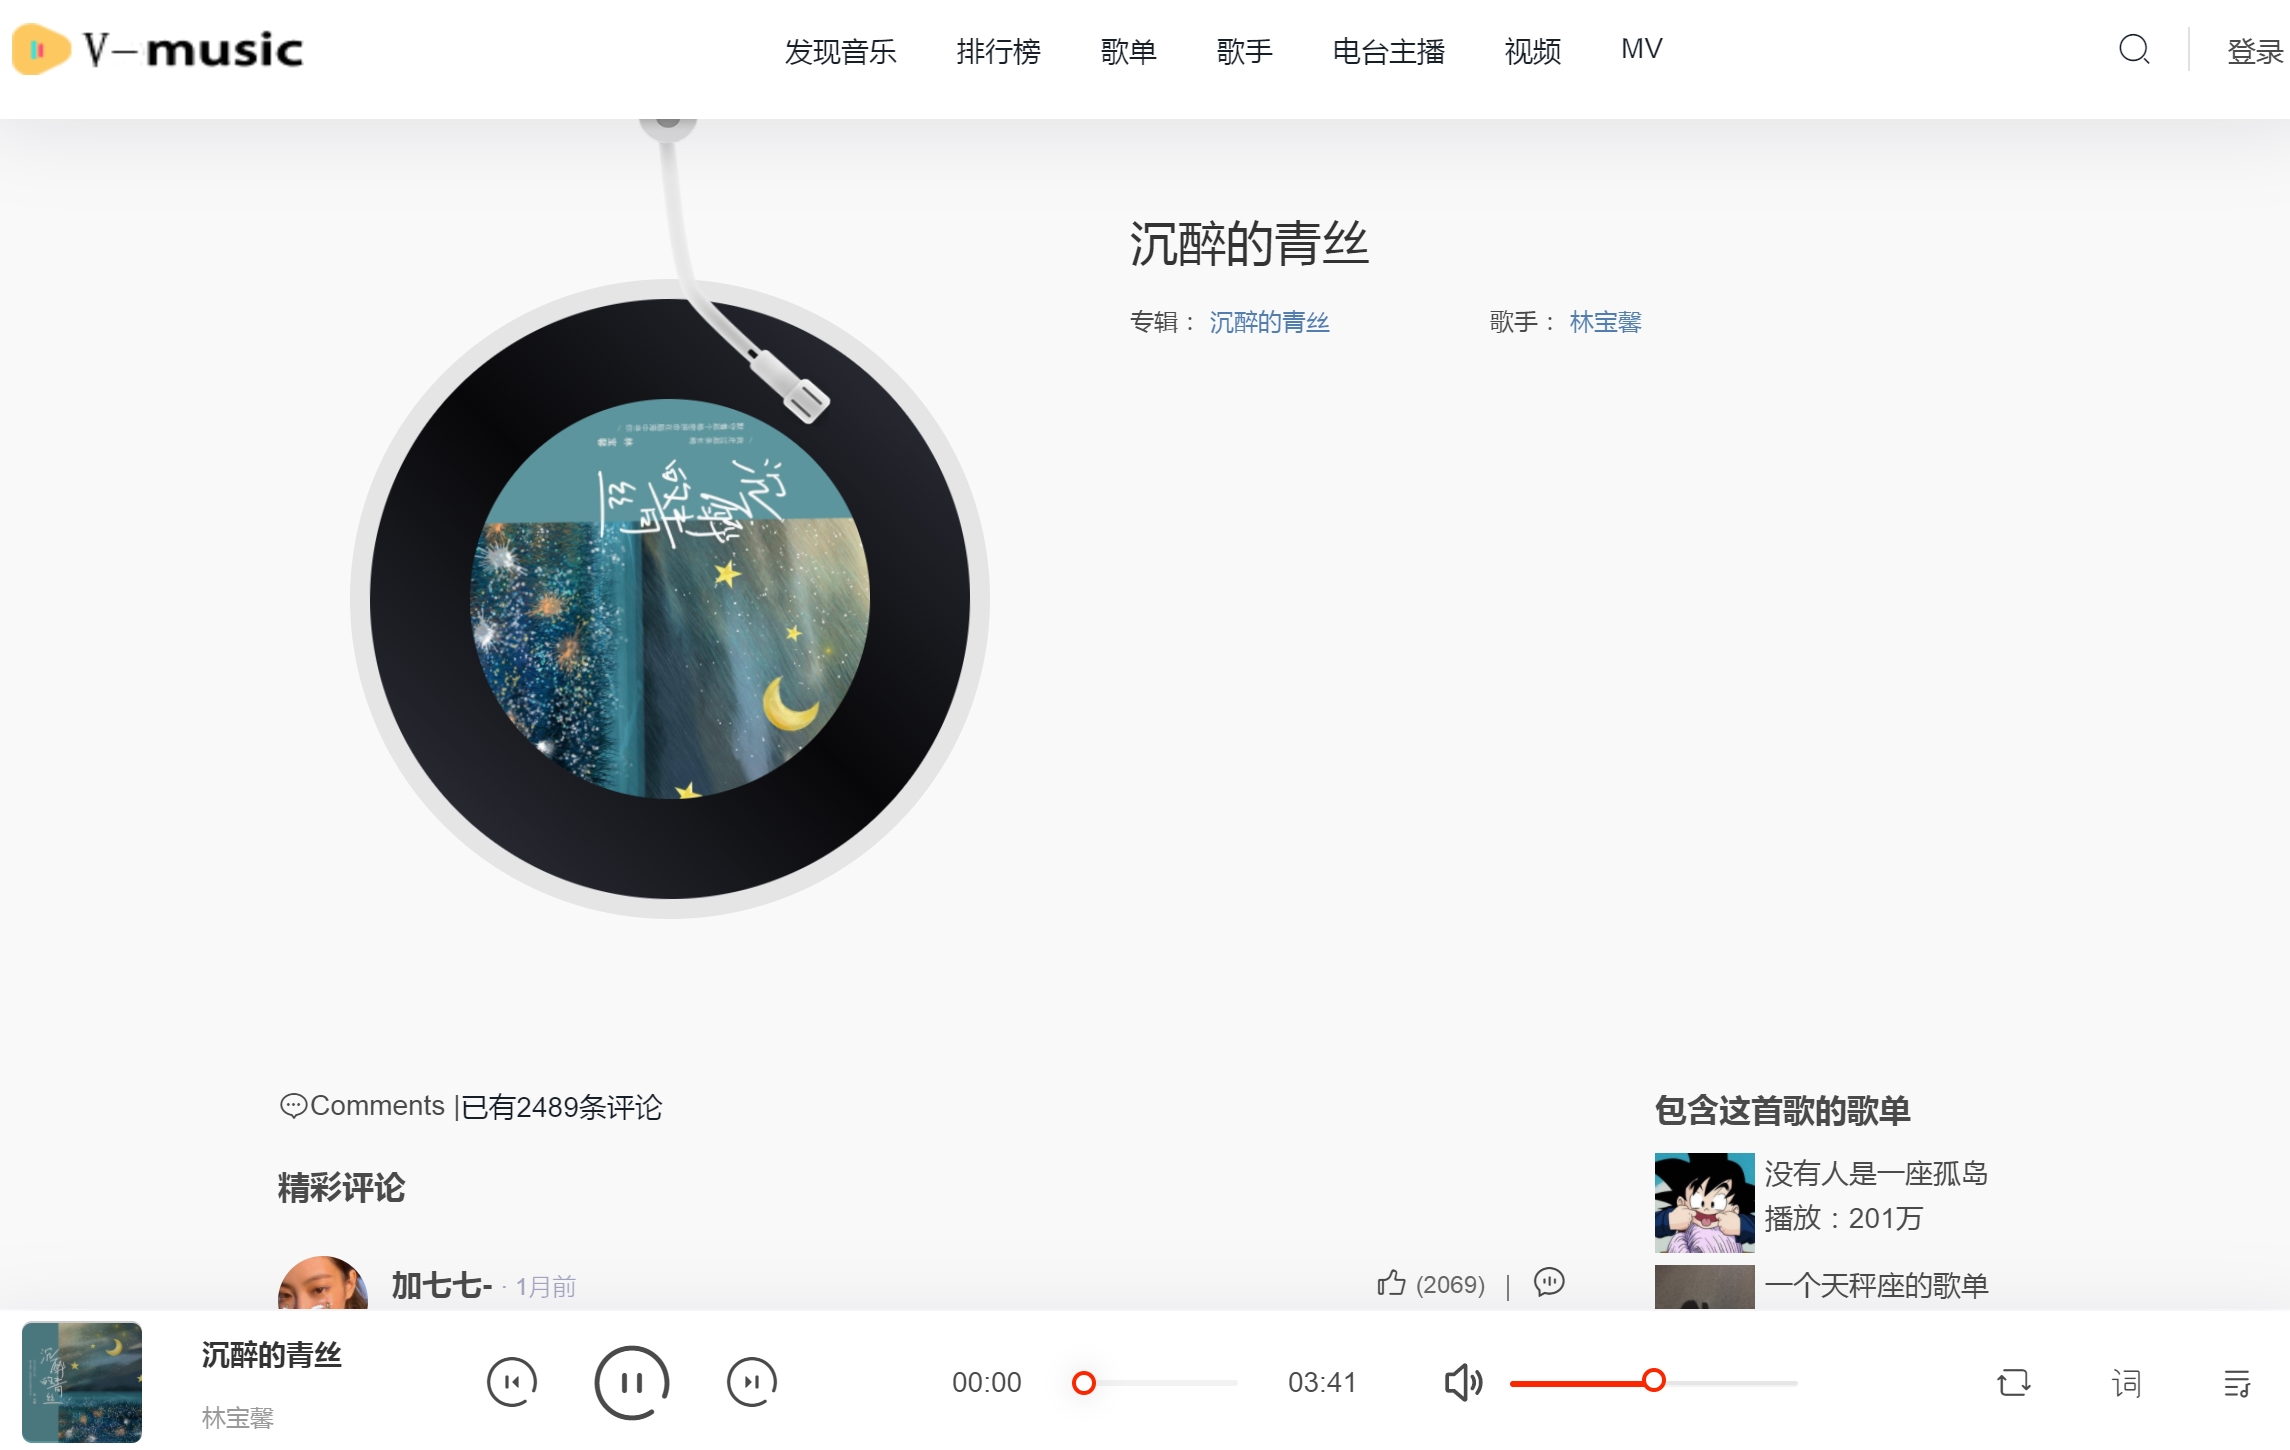 V-music
发现音乐 排行榜 歌单 歌手 电台主播 视频 MV 登录
沉醉的青丝
专辑： 沉醉的青丝 歌手： 林宝馨
沉醉的青丝
Comments |已有2489条评论
精彩评论
加七七- · 1月前 (2069) |
包含这首歌的歌单
没有人是一座孤岛
播放：201万
一个天秤座的歌单
沉醉的青丝
林宝馨
00:00 03:41 词